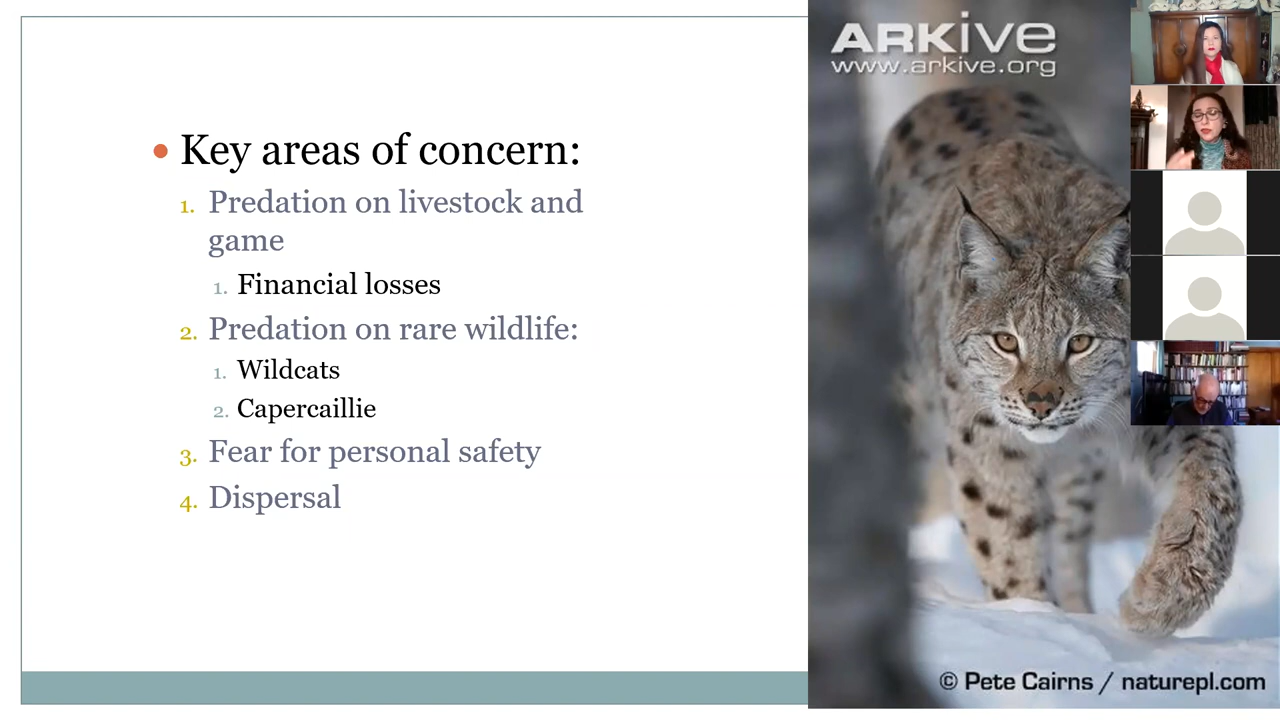 • Key areas of concern:
1. Predation on livestock and
game
1. Financial losses
2. Predation on rare wildlife:
1. Wildcats
2. Capercaillie
3. Fear for personal safety
4. Dispersal
ARKive
www.arkive.org
© Pete Cairns / naturepl.com